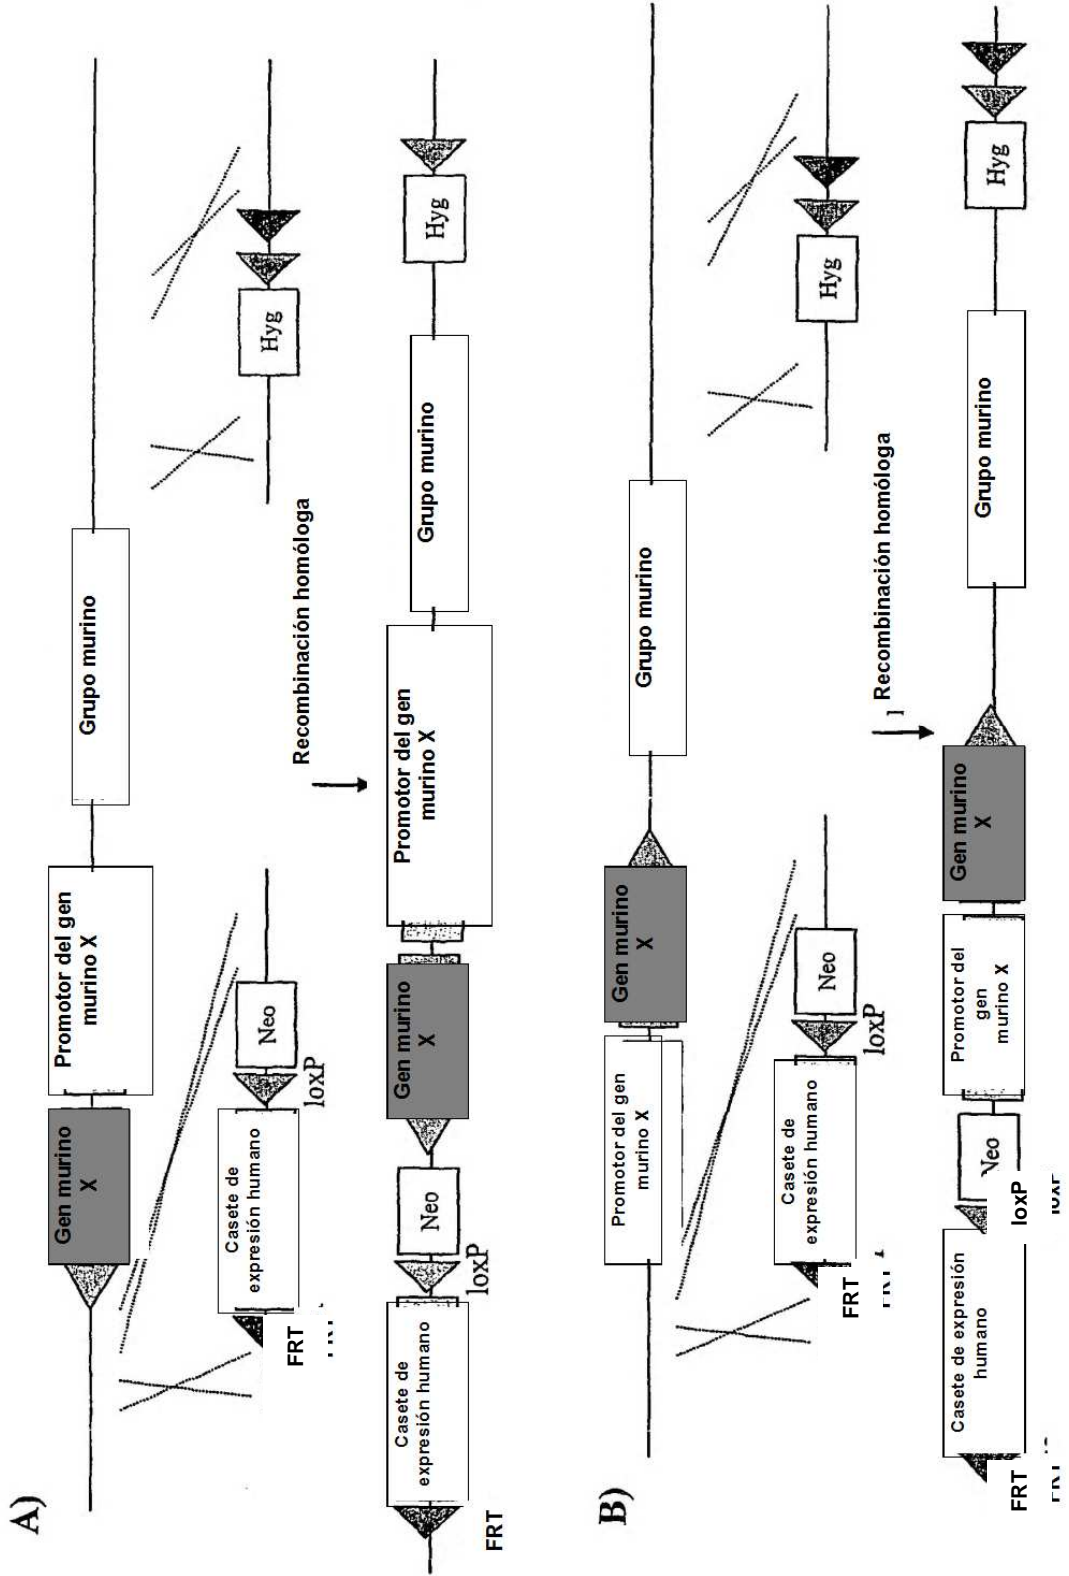 A)
Gen murino
X
Promotor del gen
murino X
Grupo murino
FRT
Casete de
expresión humano
loxP
Neo
Hyg
Recombinación homóloga
FRT
Casete de
expresión humano
loxP
Neo
Gen murino
X
Promotor del gen
murino X
Grupo murino
Hyg
B)
Promotor del gen
murino X
Gen murino
X
Grupo murino
FRT
Casete de
expresión humano
loxP
Neo
Hyg
Recombinación homóloga
FRT
Casete de expresión
humano
loxP
Neo
Promotor del
gen
murino X
Gen murino
X
Grupo murino
Hyg